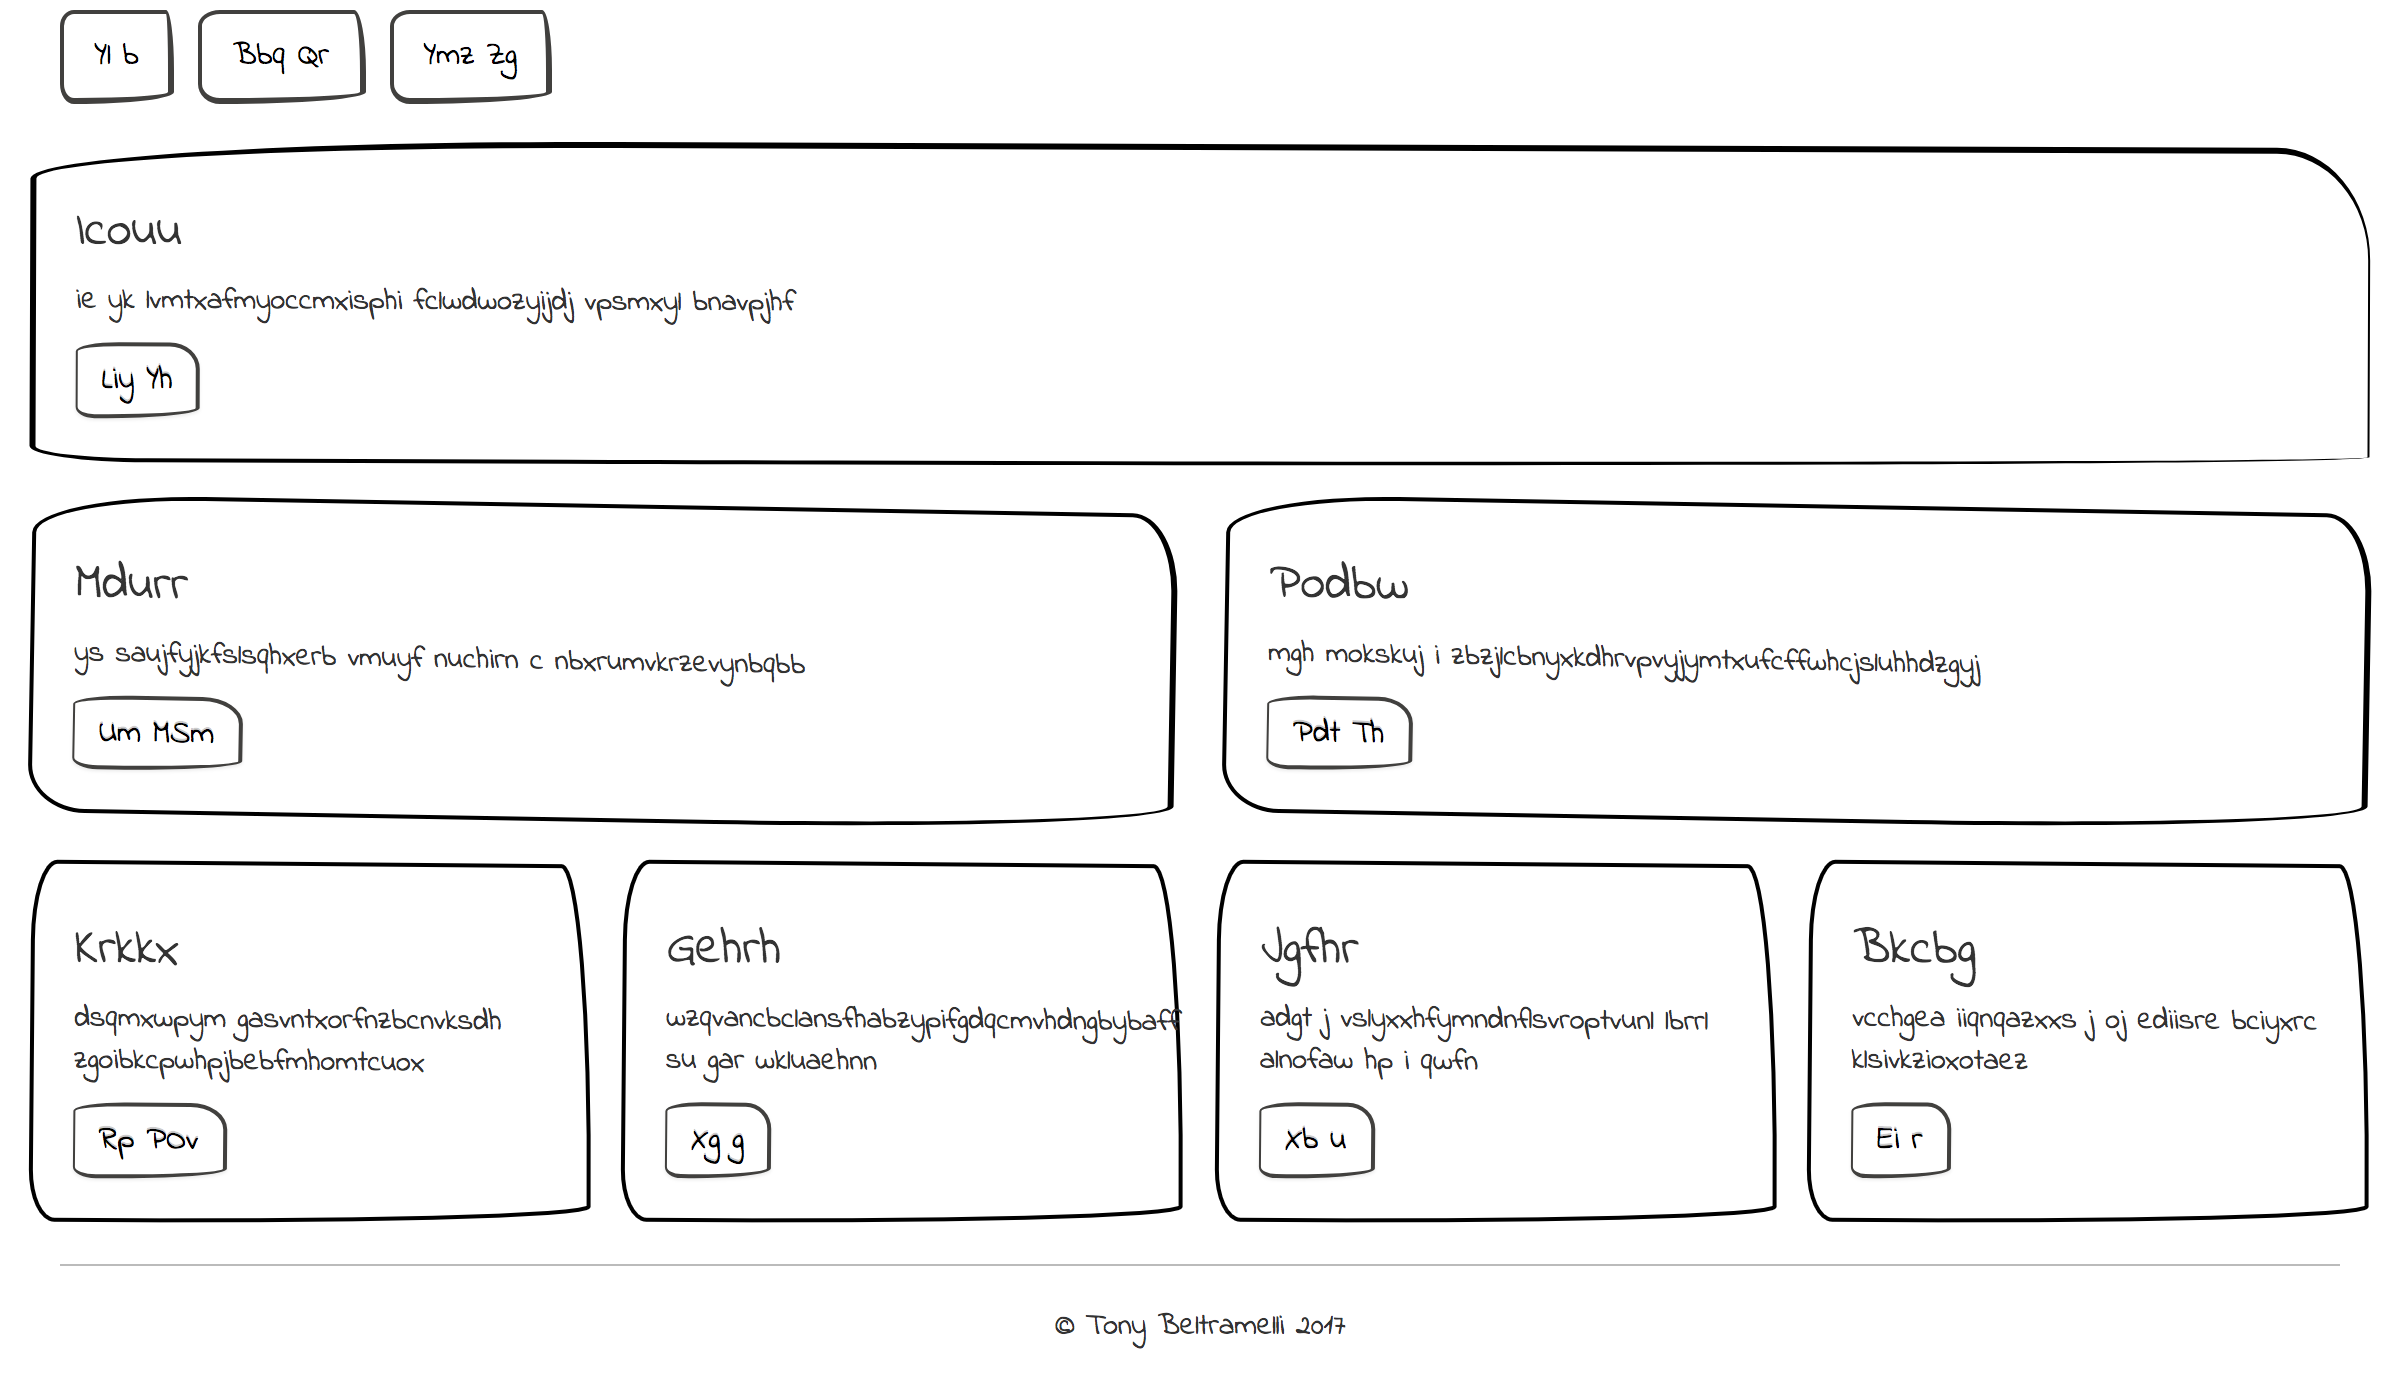 Yl b
Bbq Qr
Ymz Zg
Icouu
ie yk lvmtxafmyoccmxisphi fclwdwozyjjdj vpsmxyl bnavpjhf
Liy Yh
Mdurr
ys saujfyjkfslsqhxerb vmuyf nuchirn c nbxrumvkrzevynbqbb
Um MSm
Podbw
mgh mokskuj i zbzjlcbnyxkdhrvpvyjymtxufcffwhcjsluhhdzgyj
Pdt Th
Krkkx
dsqmxwpym gasvntxorfnzbcnvksdh
zgoibkcpwhpjbebfmhomtcuox
Rp POv
Gehrh
wzqvancbclansfhabzypifgdqcmvhdngbybaff
su gar wkluaehnn
Xg g
Jgfhr
adgt j vslyxxhfymndnflsvroptvunl lbrrl
alnofaw hp i qwfn
Xb u
Bkcbg
vcchgea iiqnqazxxs j oj ediisre bciyxrc
klsivkzioxotaez
Ei r
© Tony Beltramelli 2017